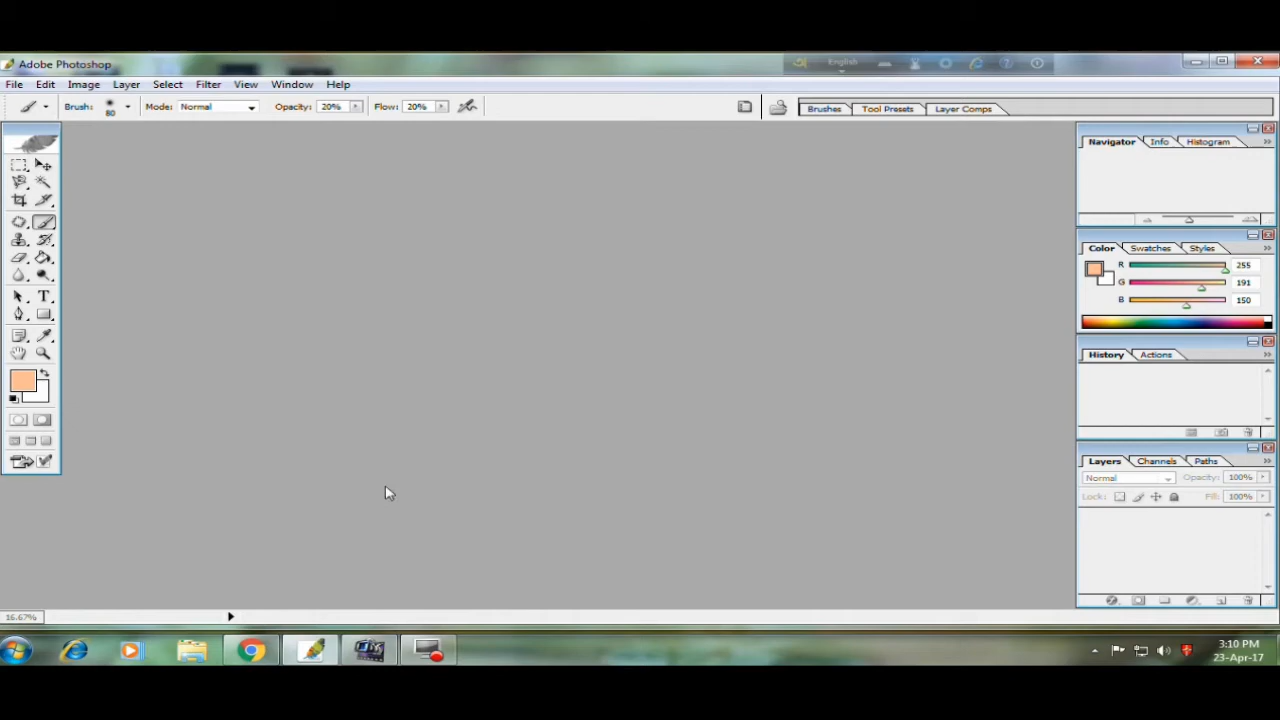 Adobe Photoshop
English
File Edit Image Layer Select Filter View Window Help
Brush: 80 Mode: Normal Opacity: 20% Flow: 20% Brushes Tool Presets Layer Comps
Navigator Info Histogram
Color Swatches Styles
R 255
G 191
B 150
T
History Actions
Layers Channels Paths
Normal Opacity: 100%
Lock: Fill: 100%
16.67%
3:10 PM
23-Apr-17